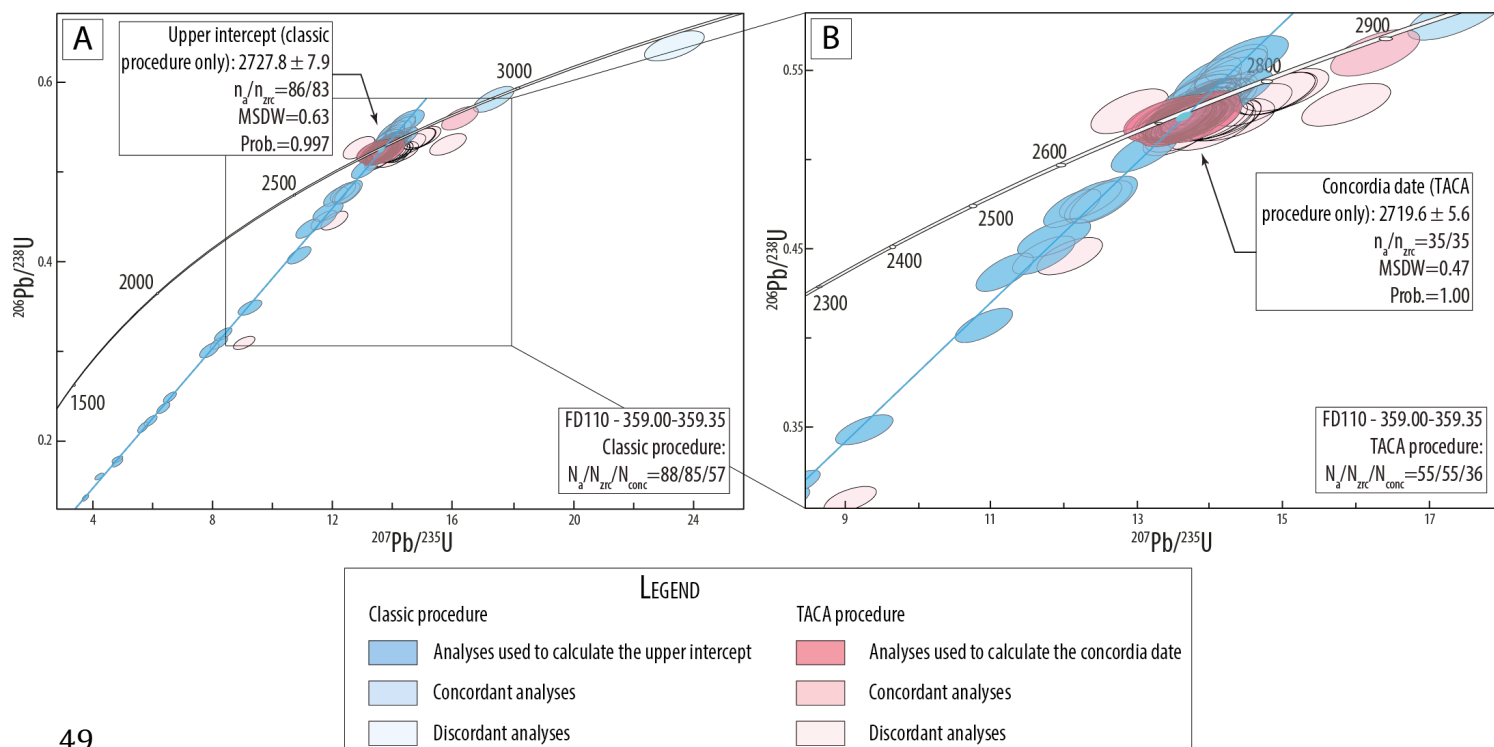 A
Upper intercept (classic
procedure only): 2727.8 ± 7.9
nₐ/n_zrc=86/83
MSDW=0.63
Prob.=0.997
0.6
0.4
0.2
²⁰⁶Pb/²³⁸U
1500
2000
2500
3000
FD110 - 359.00-359.35
Classic procedure:
Nₐ/N_zrc/N_conc=88/85/57
4 8 12 16 20 24
²⁰⁷Pb/²³⁵U
B
0.55
0.45
0.35
²⁰⁶Pb/²³⁸U
2300
2400
2500
2600
2800
2900
Concordia date (TACA
procedure only): 2719.6 ± 5.6
nₐ/n_zrc=35/35
MSDW=0.47
Prob.=1.00
FD110 - 359.00-359.35
TACA procedure:
Nₐ/N_zrc/N_conc=55/55/36
9 11 13 15 17
²⁰⁷Pb/²³⁵U
LEGEND
Classic procedure
Analyses used to calculate the upper intercept
Concordant analyses
Discordant analyses
TACA procedure
Analyses used to calculate the concordia date
Concordant analyses
Discordant analyses
49